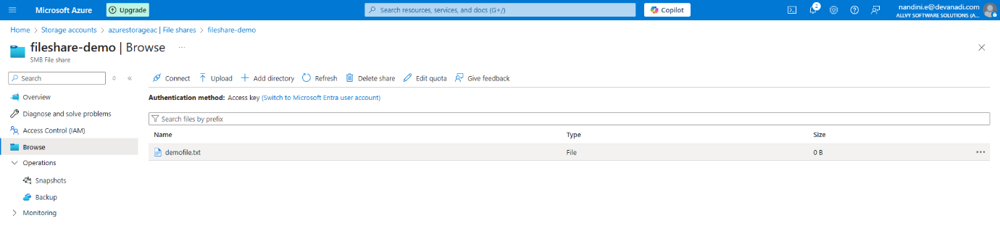 Microsoft Azure Upgrade Search resources, services, and docs (G+/) Copilot 2 nandini.e@devanadi.com
ALLVY SOFTWARE SOLUTIONS (A...
Home > Storage accounts > azurestorageac | File shares > fileshare-demo
fileshare-demo | Browse ...
SMB File share
Search
Connect Upload Add directory Refresh Delete share Edit quota Give feedback
Overview
Diagnose and solve problems
Access Control (IAM)
Browse
Operations
Snapshots
Backup
Monitoring
Authentication method: Access key (Switch to Microsoft Entra user account)
Search files by prefix
Name Type Size
demofile.txt File 0 B ...